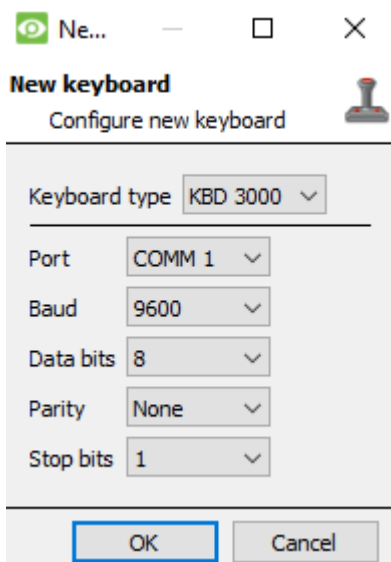 Ne...
New keyboard
Configure new keyboard
Keyboard type KBD 3000
Port COMM 1
Baud 9600
Data bits 8
Parity None
Stop bits 1
OK Cancel